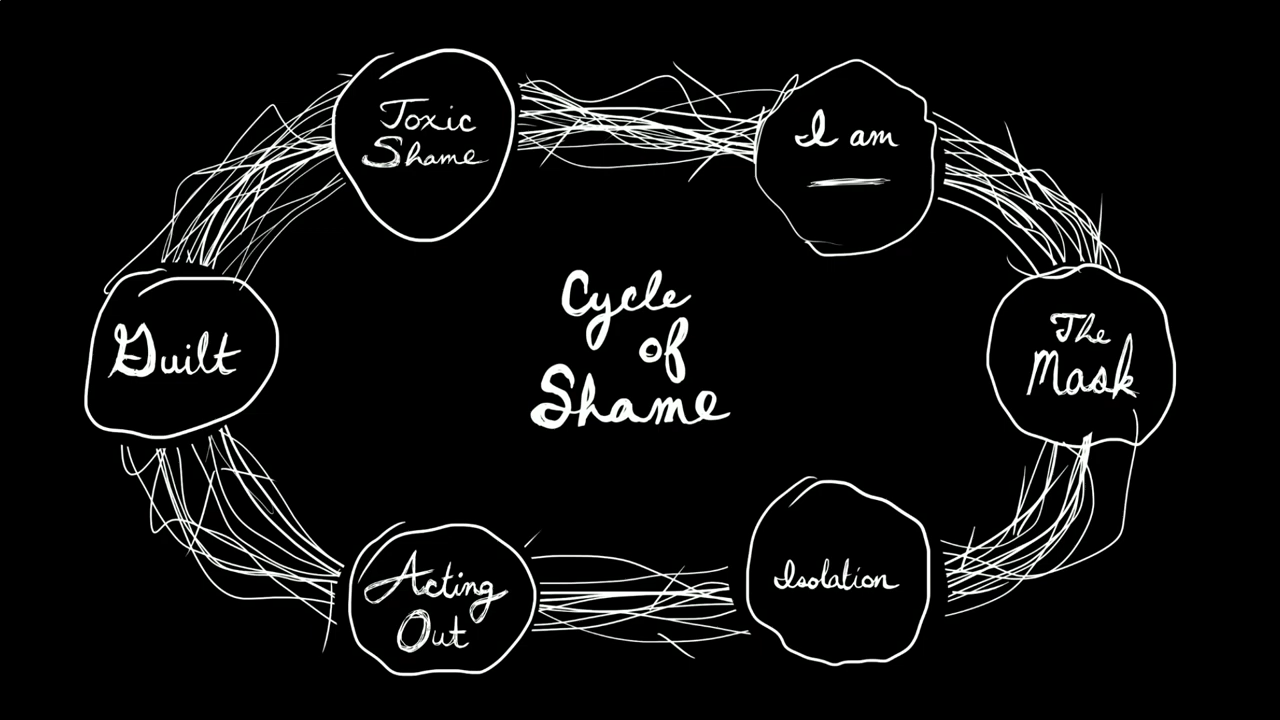 Toxic
Shame
I am
The
Mask
Isolation
Acting
Out
Guilt
Cycle
of
Shame